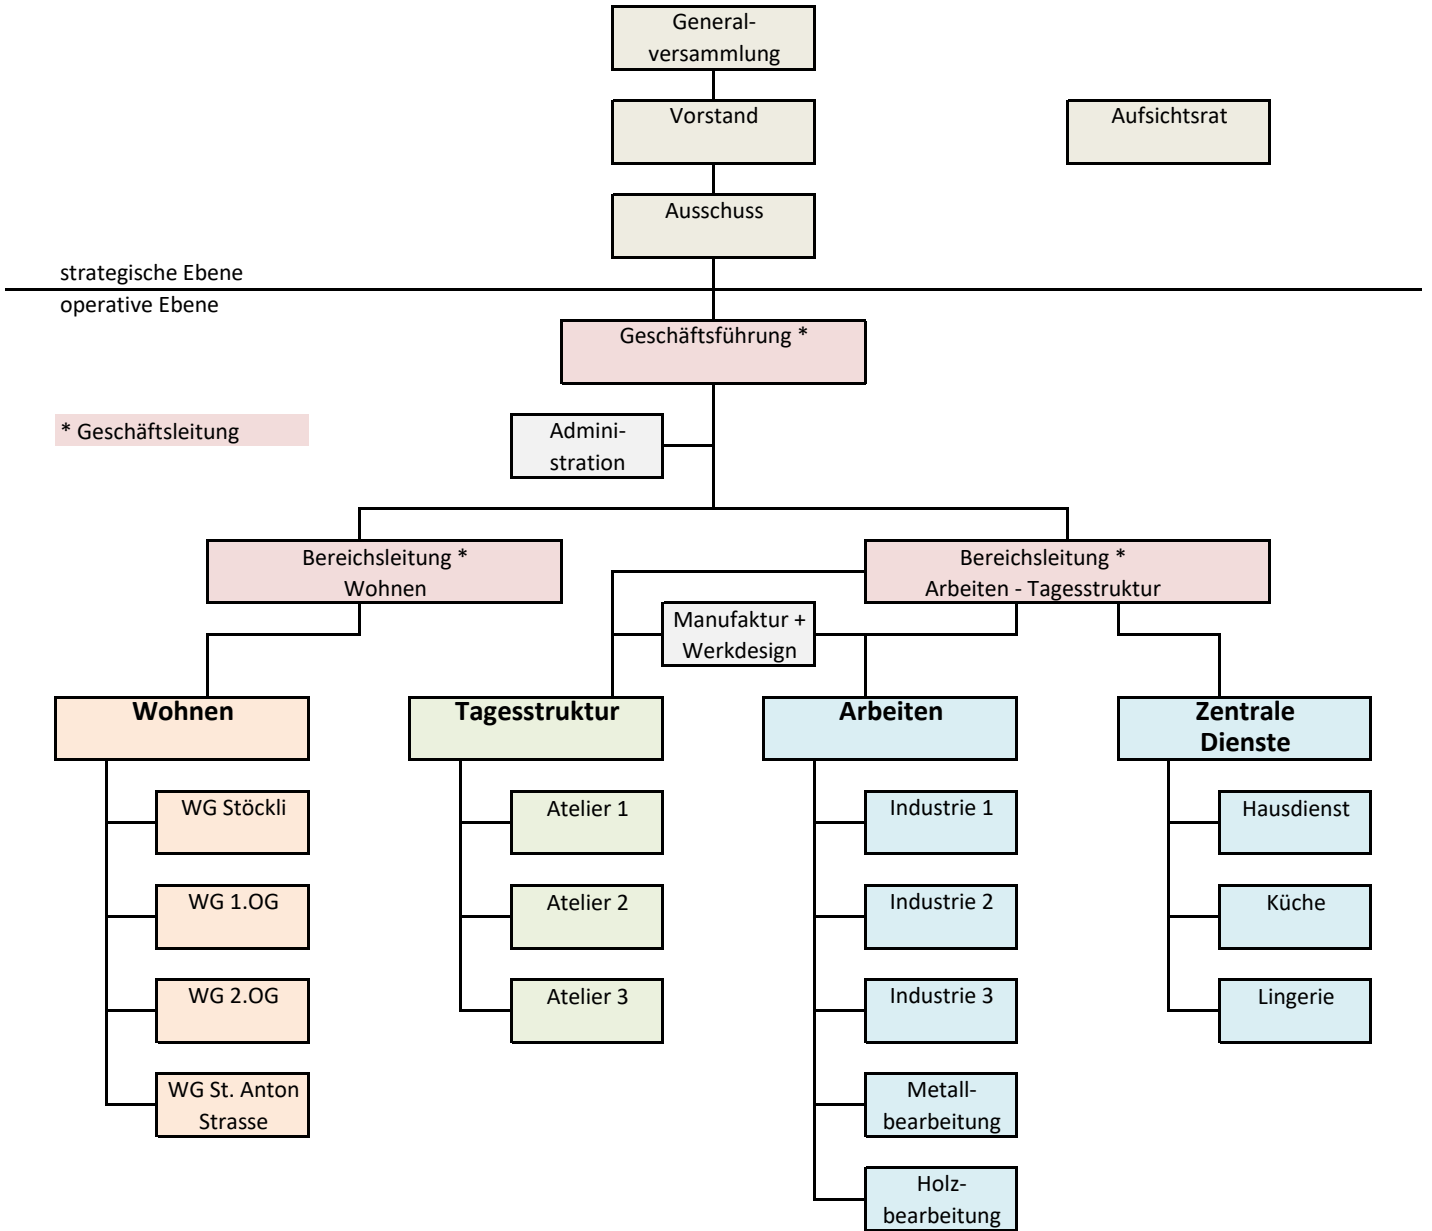 General-
versammlung
Vorstand
Aufsichtsrat
Ausschuss
strategische Ebene
operative Ebene
Geschäftsführung *
* Geschäftsleitung
Admini-
stration
Bereichsleitung *
Wohnen
Bereichsleitung *
Arbeiten - Tagesstruktur
Manufaktur +
Werkdesign
Wohnen
Tagesstruktur
Arbeiten
Zentrale
Dienste
WG Stöckli
Atelier 1
Industrie 1
Hausdienst
WG 1.OG
Atelier 2
Industrie 2
Küche
WG 2.OG
Atelier 3
Industrie 3
Lingerie
WG St. Anton
Strasse
Metall-
bearbeitung
Holz-
bearbeitung